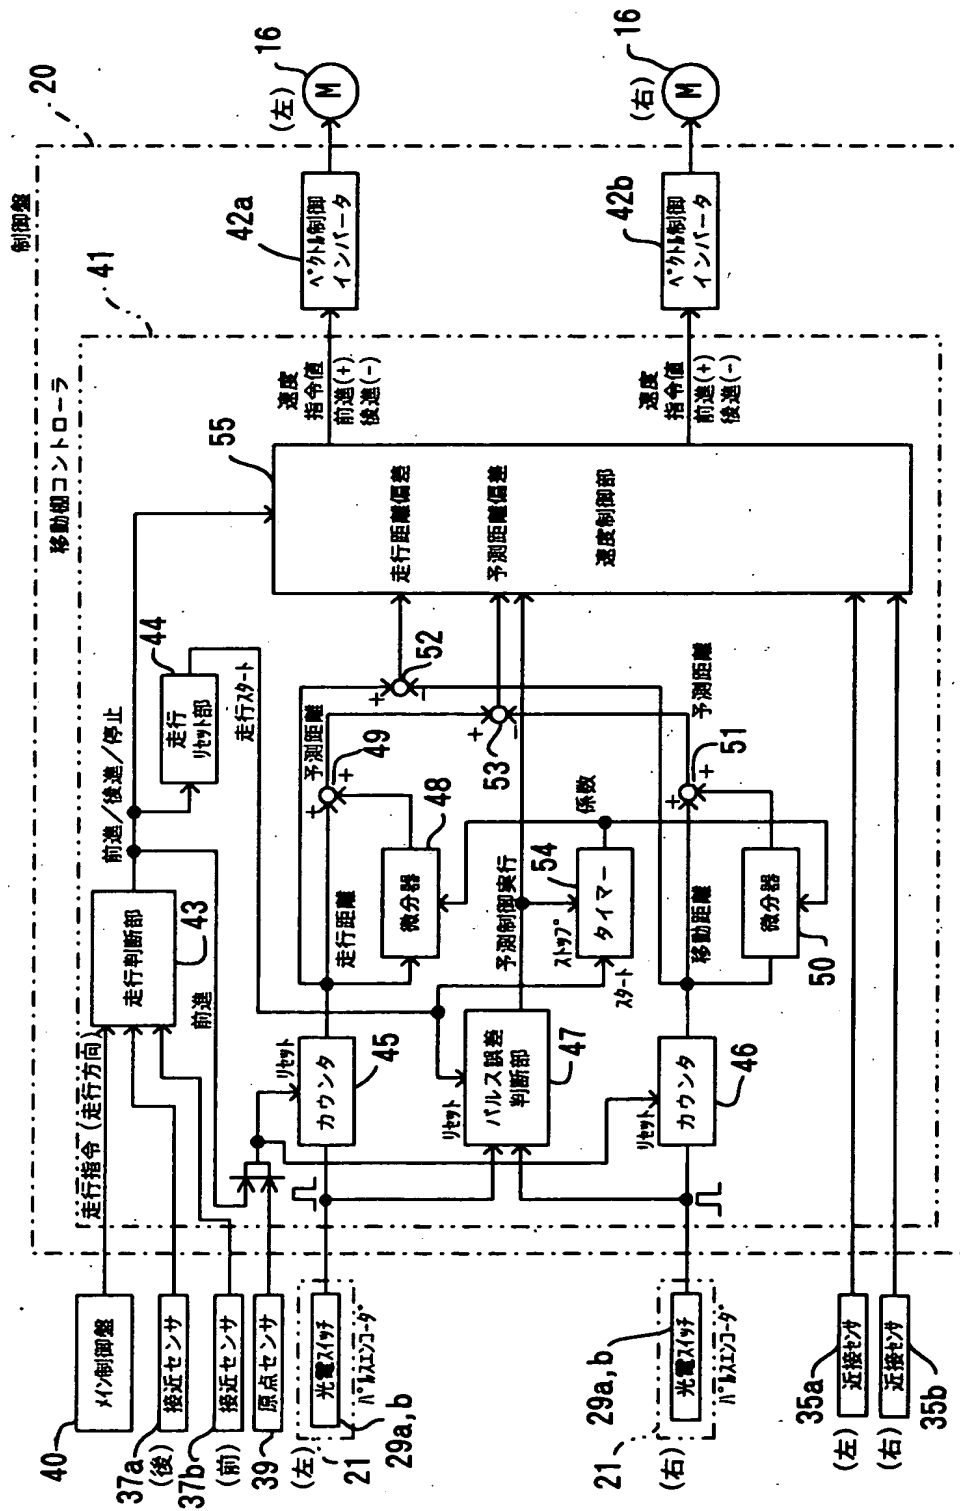 制御盤
20
移動棚コントローラ
41
メイン制御盤
40
接近センサ
37a
(後)
接近センサ
37b
(前)
原点センサ
39
(左)
光電スイッチ
パルスエンコーダ
21
29a,b
(右)
光電スイッチ
パルスエンコーダ
21
29a,b
(左)
近接センサ
35a
(右)
近接センサ
35b
走行指令(走行方向)
走行判断部
43
前進
前進/後進/停止
走行
リセット部
44
走行スタート
リセット
カウンタ
45
リセット
パルス誤差
判断部
47
リセット
カウンタ
46
走行距離
微分器
48
予測制御実行
ストップ
タイマー
54
スタート
係数
移動距離
微分器
50
+
+
49
予測距離
+
+
51
予測距離
+
-
52
+
-
53
55
走行距離偏差
予測距離偏差
速度制御部
速度
指令値
前進(+)
後進(-)
速度
指令値
前進(+)
後進(-)
ベクトル制御
インバータ
42a
ベクトル制御
インバータ
42b
(左)
M
16
(右)
M
16